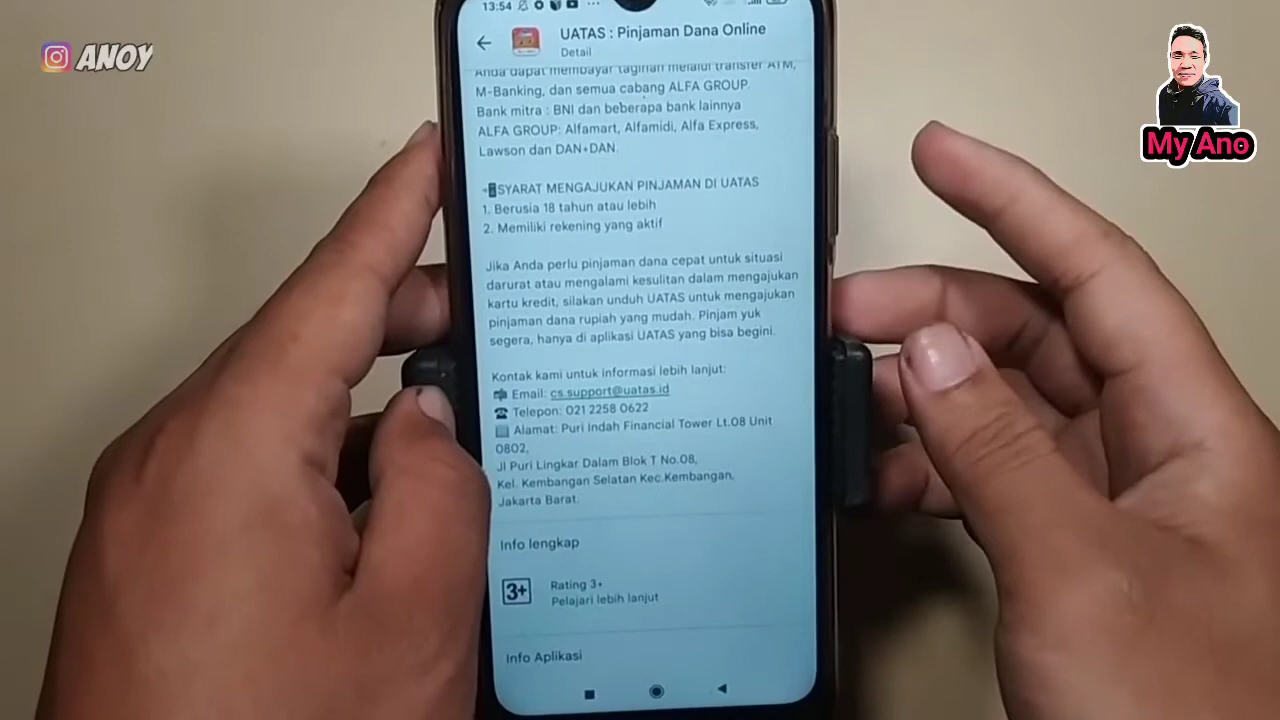 ANOY
My Ano
13:54
UATAS : Pinjaman Dana Online
Detail
Anda dapat membayar tagihan melalui transfer ATM,
M-Banking, dan semua cabang ALFA GROUP.
Bank mitra : BNI dan beberapa bank lainnya
ALFA GROUP: Alfamart, Alfamidi, Alfa Express,
Lawson dan DAN+DAN.
SYARAT MENGAJUKAN PINJAMAN DI UATAS
1. Berusia 18 tahun atau lebih
2. Memiliki rekening yang aktif
Jika Anda perlu pinjaman dana cepat untuk situasi
darurat atau mengalami kesulitan dalam mengajukan
kartu kredit, silakan unduh UATAS untuk mengajukan
pinjaman dana rupiah yang mudah. Pinjam yuk
segera, hanya di aplikasi UATAS yang bisa begini.
Kontak kami untuk informasi lebih lanjut:
Email: cs.support@uatas.id
Telepon: 021 2258 0622
Alamat: Puri Indah Financial Tower Lt.08 Unit
0802,
Jl Puri Lingkar Dalam Blok T No.08,
Kel. Kembangan Selatan Kec.Kembangan,
Jakarta Barat.
Info lengkap
3+
Rating 3+
Pelajari lebih lanjut
Info Aplikasi